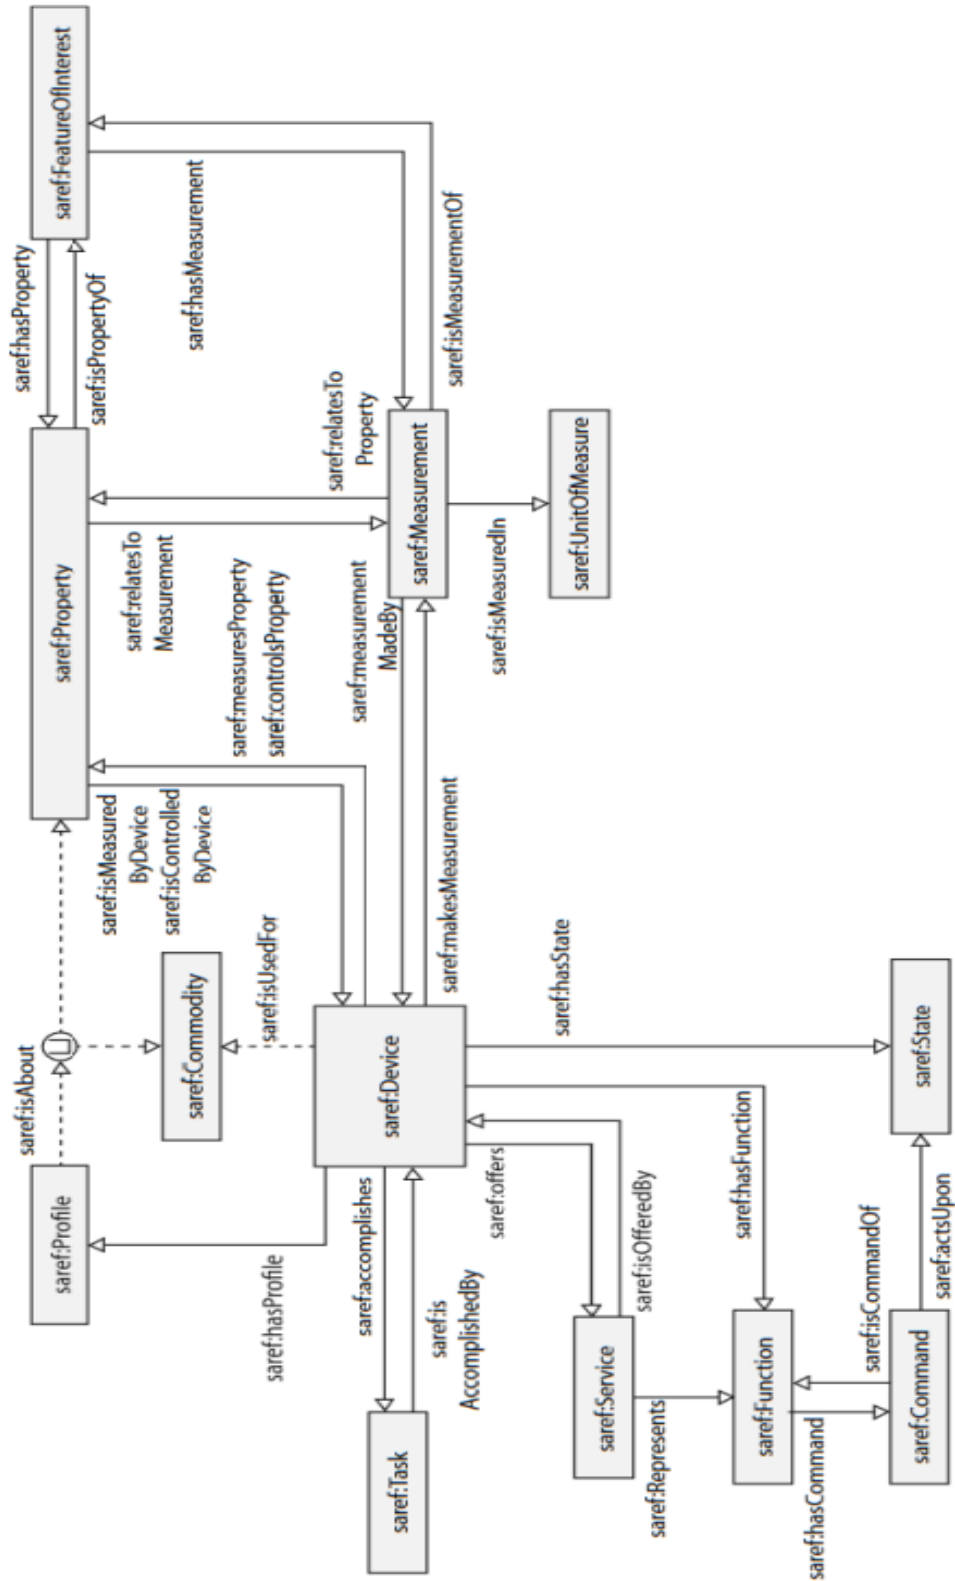 saref:Profile
saref:isAbout
saref:Property
saref:hasProperty
saref:isPropertyOf
saref:FeatureOfInterest
saref:isMeasured
ByDevice
saref:isControlled
ByDevice
saref:relatesTo
Measurement
saref:hasMeasurement
saref:Commodity
saref:isUsedFor
saref:measuresProperty
saref:controlsProperty
saref:relatesTo
Property
saref:hasProfile
saref:accomplishes
saref:Task
saref:is
AccomplishedBy
saref:Device
saref:measurement
MadeBy
saref:makesMeasurement
saref:Measurement
saref:isMeasurementOf
saref:offers
saref:isMeasuredIn
saref:UnitOfMeasure
saref:hasState
saref:Service
saref:isOfferedBy
saref:Represents
saref:hasFunction
saref:Function
saref:hasCommand
saref:isCommandOf
saref:Command
saref:actsUpon
saref:State